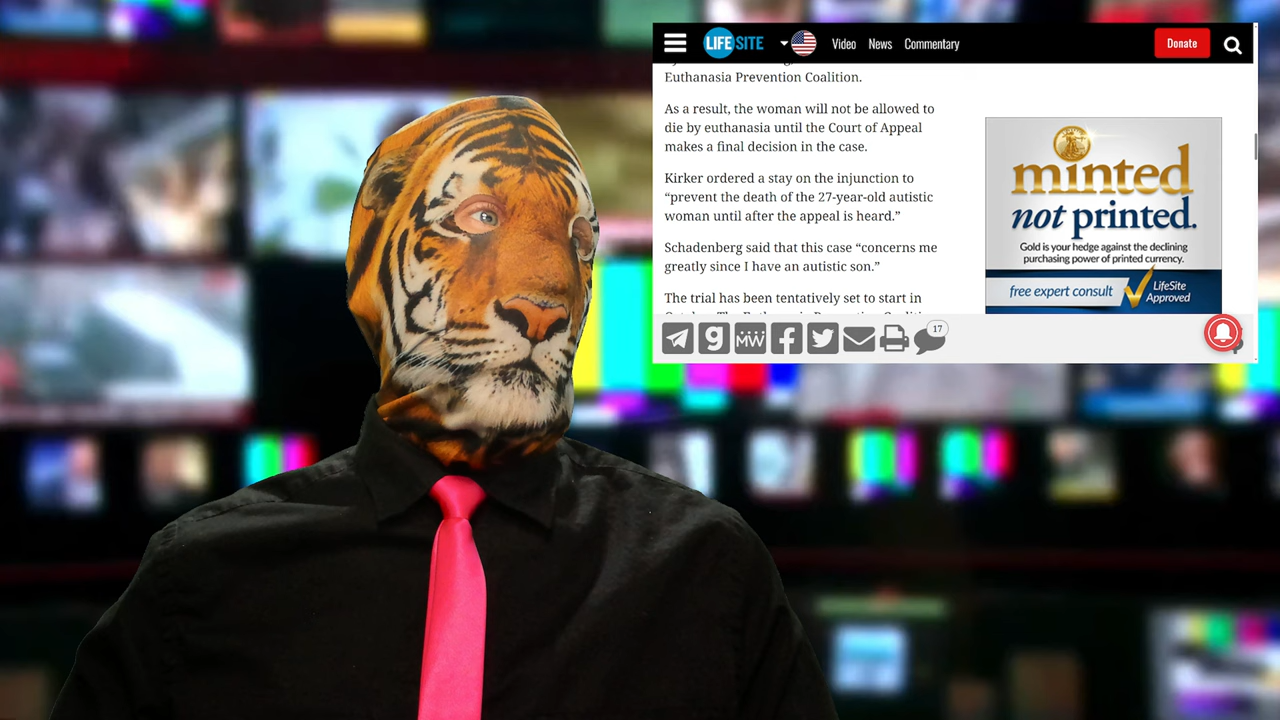 LIFE SITE
Video
News
Commentary
Donate
Euthanasia Prevention Coalition.
As a result, the woman will not be allowed to
die by euthanasia until the Court of Appeal
makes a final decision in the case.
Kirker ordered a stay on the injunction to
“prevent the death of the 27-year-old autistic
woman until after the appeal is heard.”
Schadenberg said that this case “concerns me
greatly since I have an autistic son.”
The trial has been tentatively set to start in
minted
not printed.
Gold is your hedge against the declining
purchasing power of printed currency.
free expert consult
LifeSite
Approved
g
MW
17